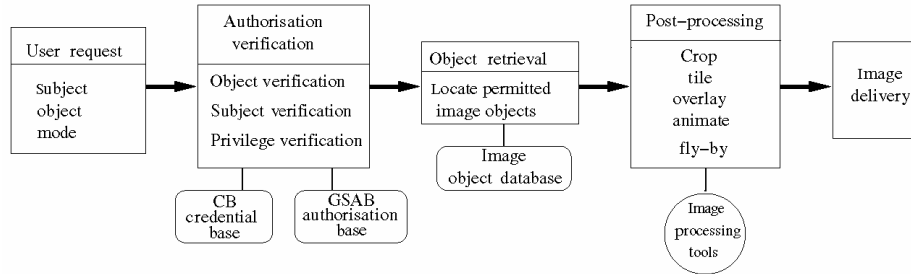 User request
Subject
object
mode
Authorisation
verification
Object verification
Subject verification
Privilege verification
CB
credential
base
GSAB
authorisation
base
Object retrieval
Locate permitted
image objects
Image
object database
Post-processing
Crop
tile
overlay
animate
fly-by
Image
processing
tools
Image
delivery